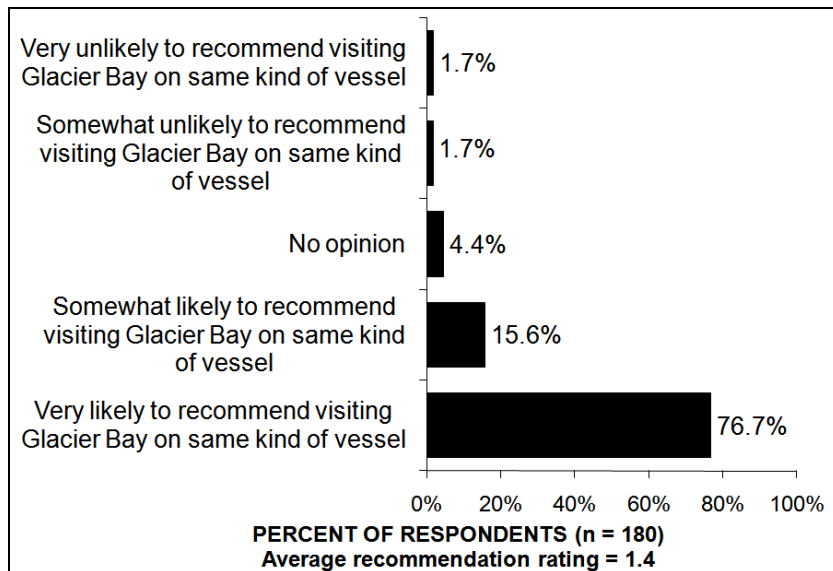 Very unlikely to recommend visiting
Glacier Bay on same kind of vessel
1.7%
Somewhat unlikely to recommend
visiting Glacier Bay on same kind
of vessel
1.7%
No opinion
4.4%
Somewhat likely to recommend
visiting Glacier Bay on same kind
of vessel
15.6%
Very likely to recommend visiting
Glacier Bay on same kind of vessel
76.7%
0% 20% 40% 60% 80% 100%
PERCENT OF RESPONDENTS (n = 180)
Average recommendation rating = 1.4